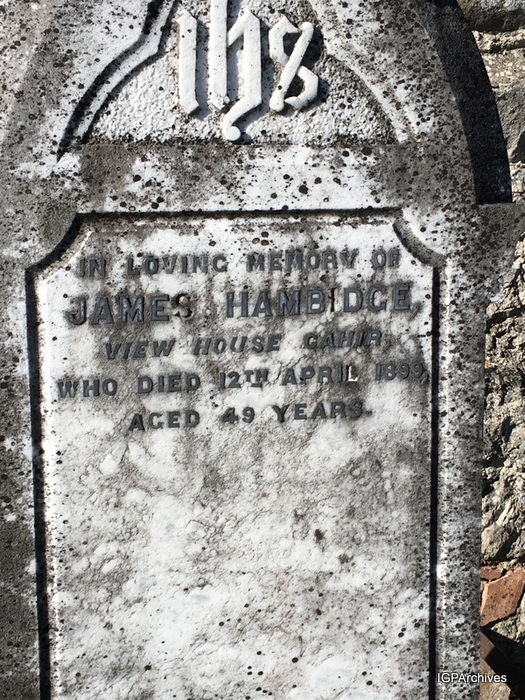 ihs
IN LOVING MEMORY OF
JAMES HAMBIDGE,
VIEW HOUSE CAHIR,
WHO DIED 12TH APRIL 1899,
AGED 49 YEARS.
IGPArchives